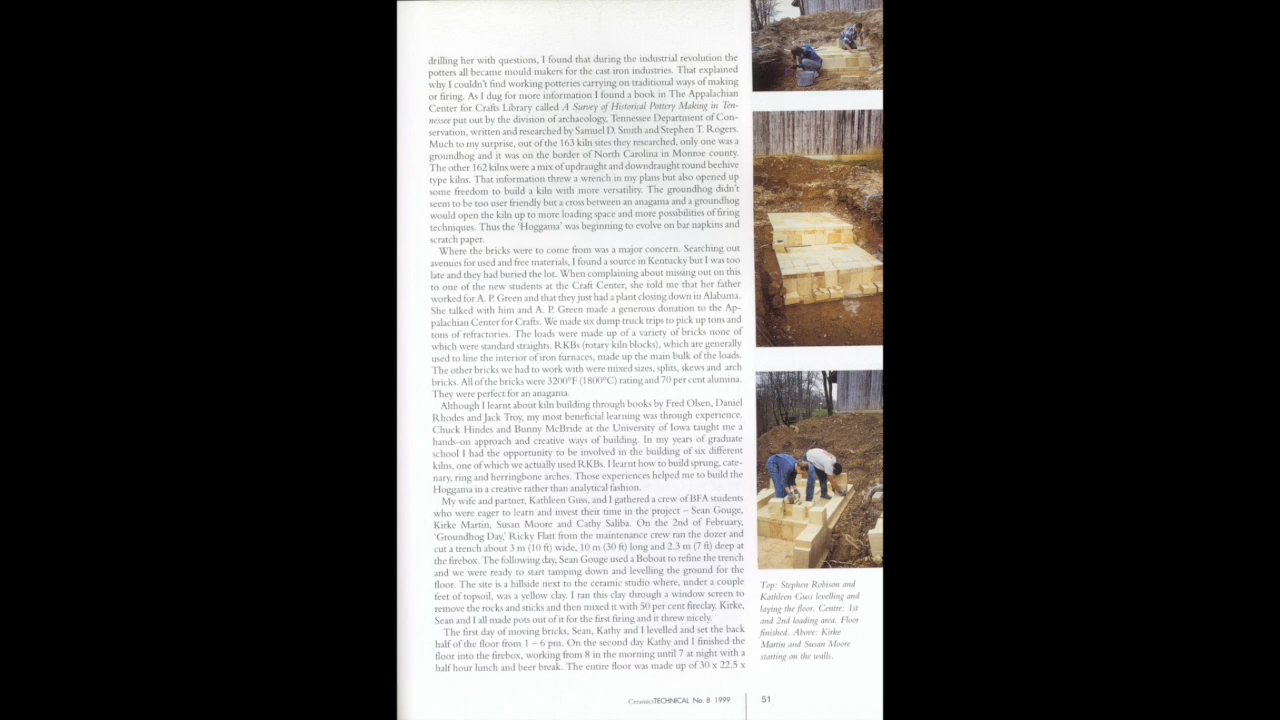 drilling her with questions, I found that during the industrial revolution the
potters all became mould makers for the cast iron industries. That explained
why I couldn't find working potteries carrying on traditional ways of making
or firing. As I dug for more information I found a book in The Appalachian
Center for Crafts Library called A Survey of Historical Pottery Making in Ten-
nessee put out by the division of archaeology, Tennessee Department of Con-
servation, written and researched by Samuel D. Smith and Stephen T. Rogers.
Much to my surprise, out of the 163 kiln sites they researched, only one was a
groundhog and it was on the border of North Carolina in Monroe county.
The other 162 kilns were a mix of updraught and downdraught round beehive
type kilns. That information threw a wrench in my plans but also opened up
some freedom to build a kiln with more versatility. The groundhog didn't
seem to be too user friendly but a cross between an anagama and a groundhog
would open the kiln up to more loading space and more possibilities of firing
techniques. Thus the 'Hoggama' was beginning to evolve on bar napkins and
scratch paper.
Where the bricks were to come from was a major concern. Searching out
avenues for used and free materials, I found a source in Kentucky but I was too
late and they had buried the lot. When complaining about missing out on this
to one of the new students at the Craft Center, she told me that her father
worked for A. P. Green and that they just had a plant closing down in Alabama.
She talked with him and A. P. Green made a generous donation to the Ap-
palachian Center for Crafts. We made six dump truck trips to pick up tons and
tons of refractories. The loads were made up of a variety of bricks none of
which were standard straights. RKBs (rotary kiln blocks), which are generally
used to line the interior of iron furnaces, made up the main bulk of the loads.
The other bricks we had to work with were mixed sizes, splits, skews and arch
bricks. All of the bricks were 3200°F (1800°C) rating and 70 per cent alumina.
They were perfect for an anagama.
Although I learnt about kiln building through books by Fred Olsen, Daniel
Rhodes and Jack Troy, my most beneficial learning was through experience.
Chuck Hindes and Bunny McBride at the University of Iowa taught me a
hands-on approach and creative ways of building. In my years of graduate
school I had the opportunity to be involved in the building of six different
kilns, one of which we actually used RKBs. I learnt how to build sprung, cate-
nary, ring and herringbone arches. Those experiences helped me to build the
Hoggama in a creative rather than analytical fashion.
My wife and partner, Kathleen Guss, and I gathered a crew of BFA students
who were eager to learn and invest their time in the project – Sean Gouge,
Kirke Martin, Susan Moore and Cathy Saliba. On the 2nd of February,
'Groundhog Day,' Ricky Flatt from the maintenance crew ran the dozer and
cut a trench about 3 m (10 ft) wide, 10 m (30 ft) long and 2.3 m (7 ft) deep at
the firebox. The following day, Sean Gouge used a Boboat to refine the trench
and we were ready to start tamping down and levelling the ground for the
floor. The site is a hillside next to the ceramic studio where, under a couple
feet of topsoil, was a yellow clay. I ran this clay through a window screen to
remove the rocks and sticks and then mixed it with 50 per cent fireclay. Kirke,
Sean and I all made pots out of it for the first firing and it threw nicely.
The first day of moving bricks, Sean, Kathy and I levelled and set the back
half of the floor from 1 – 6 pm. On the second day Kathy and I finished the
floor into the firebox, working from 8 in the morning until 7 at night with a
half hour lunch and beer break. The entire floor was made up of 30 x 22.5 x
Top: Stephen Robison and
Kathleen Guss levelling and
laying the floor. Centre: 1st
and 2nd loading area. Floor
finished. Above: Kirke
Martin and Susan Moore
starting on the walls.
CeramicsTECHNICAL No. 8 1999
51